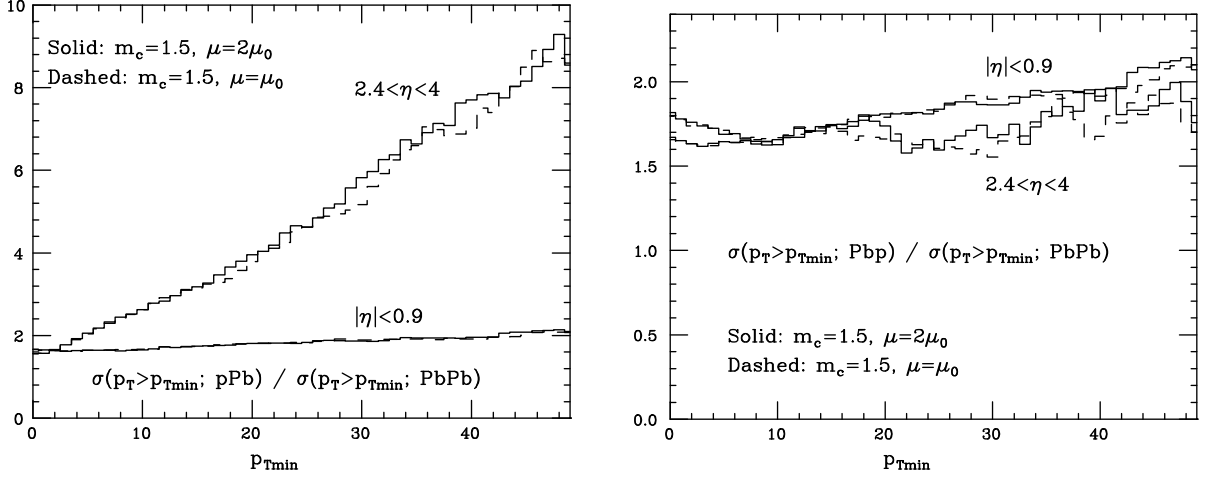 10
8
6
4
2
0
Solid: m_c=1.5, μ=2μ_0
Dashed: m_c=1.5, μ=μ_0
2.4<η<4
|η|<0.9
σ(p_T>p_Tmin; pPb) / σ(p_T>p_Tmin; PbPb)
0 10 20 30 40
p_Tmin
2.0
1.5
1.0
0.5
0.0
|η|<0.9
2.4<η<4
σ(p_T>p_Tmin; Pbp) / σ(p_T>p_Tmin; PbPb)
Solid: m_c=1.5, μ=2μ_0
Dashed: m_c=1.5, μ=μ_0
0 10 20 30 40
p_Tmin